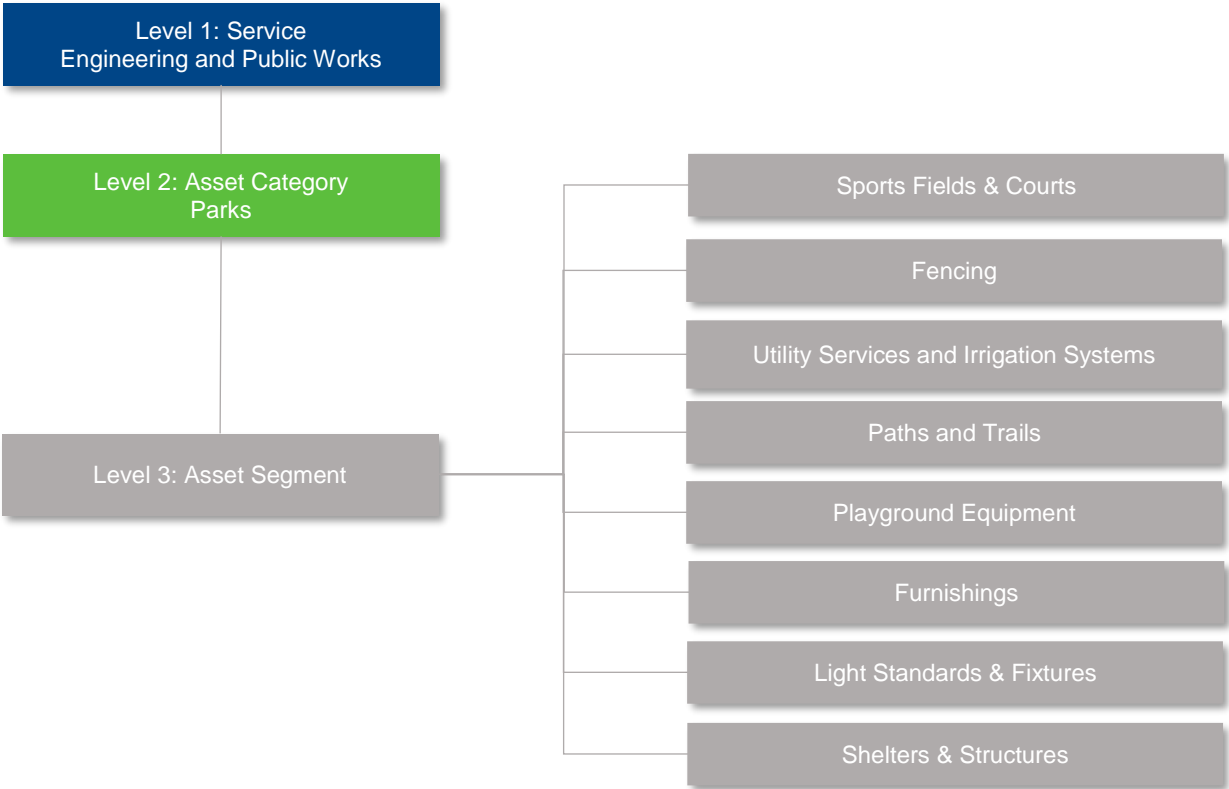 Level 1: Service
Engineering and Public Works
Level 2: Asset Category
Parks
Level 3: Asset Segment
Sports Fields & Courts
Fencing
Utility Services and Irrigation Systems
Paths and Trails
Playground Equipment
Furnishings
Light Standards & Fixtures
Shelters & Structures